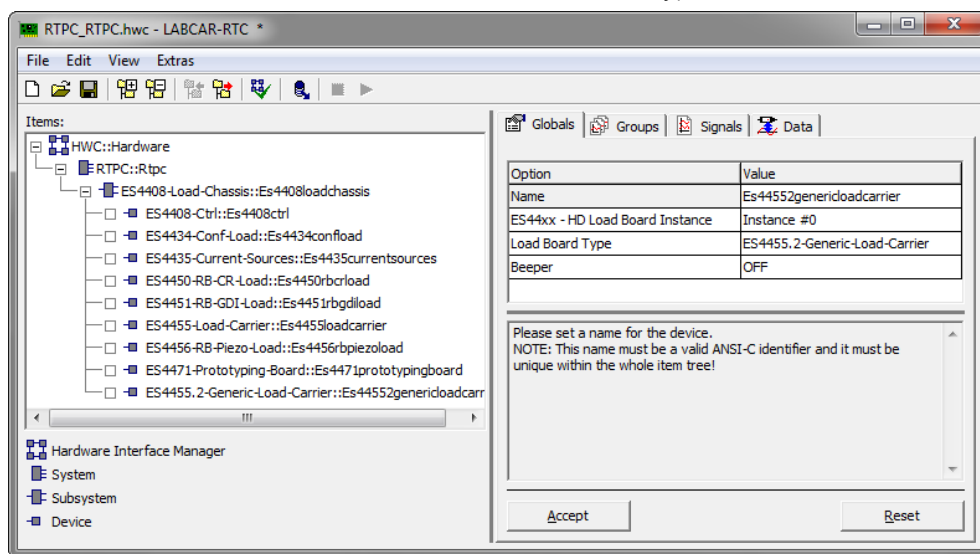 RTPC_RTPC.hwc - LABCAR-RTC *
File Edit View Extras
Items:
HWC::Hardware
RTPC::Rtpc
ES4408-Load-Chassis::Es4408loadchassis
ES4408-Ctrl::Es4408ctrl
ES4434-Conf-Load::Es4434confload
ES4435-Current-Sources::Es4435currentsources
ES4450-RB-CR-Load::Es4450rbcrload
ES4451-RB-GDI-Load::Es4451rbgdiload
ES4455-Load-Carrier::Es4455loadcarrier
ES4456-RB-Piezo-Load::Es4456rbpiezoload
ES4471-Prototyping-Board::Es4471prototypingboard
ES4455.2-Generic-Load-Carrier::Es44552genericloadcarr
Hardware Interface Manager
System
Subsystem
Device
Globals Groups Signals Data
Option Value
Name Es44552genericloadcarrier
ES44xx - HD Load Board Instance Instance #0
Load Board Type ES4455.2-Generic-Load-Carrier
Beeper OFF
Please set a name for the device.
NOTE: This name must be a valid ANSI-C identifier and it must be
unique within the whole item tree!
Accept Reset